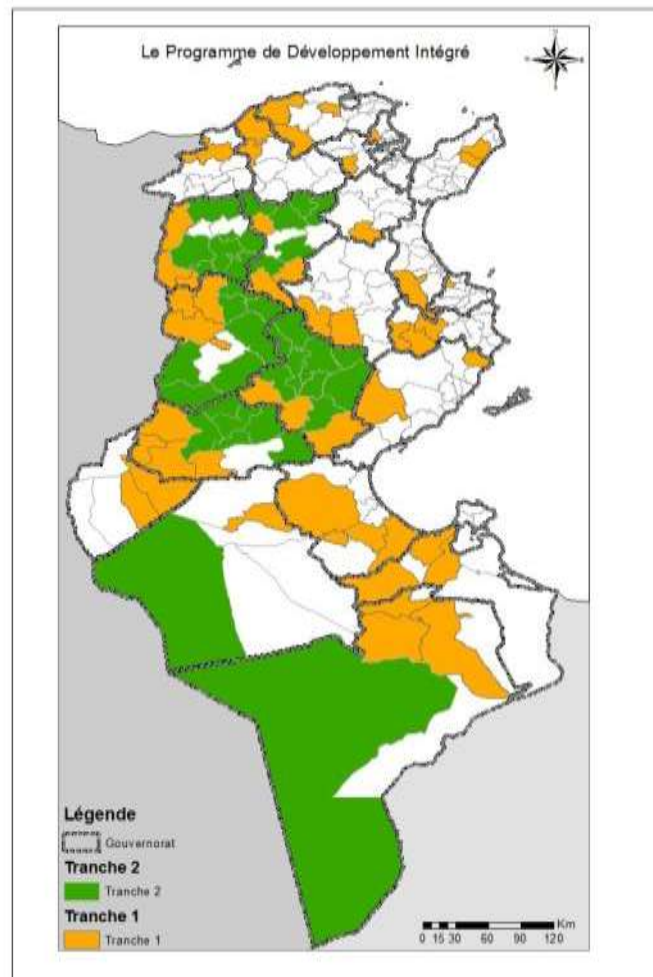 Le Programme de Développement Intégré
Légende
Gouvernorat
Tranche 2
Tranche 2
Tranche 1
Tranche 1
Km
0 15 30 60 90 120